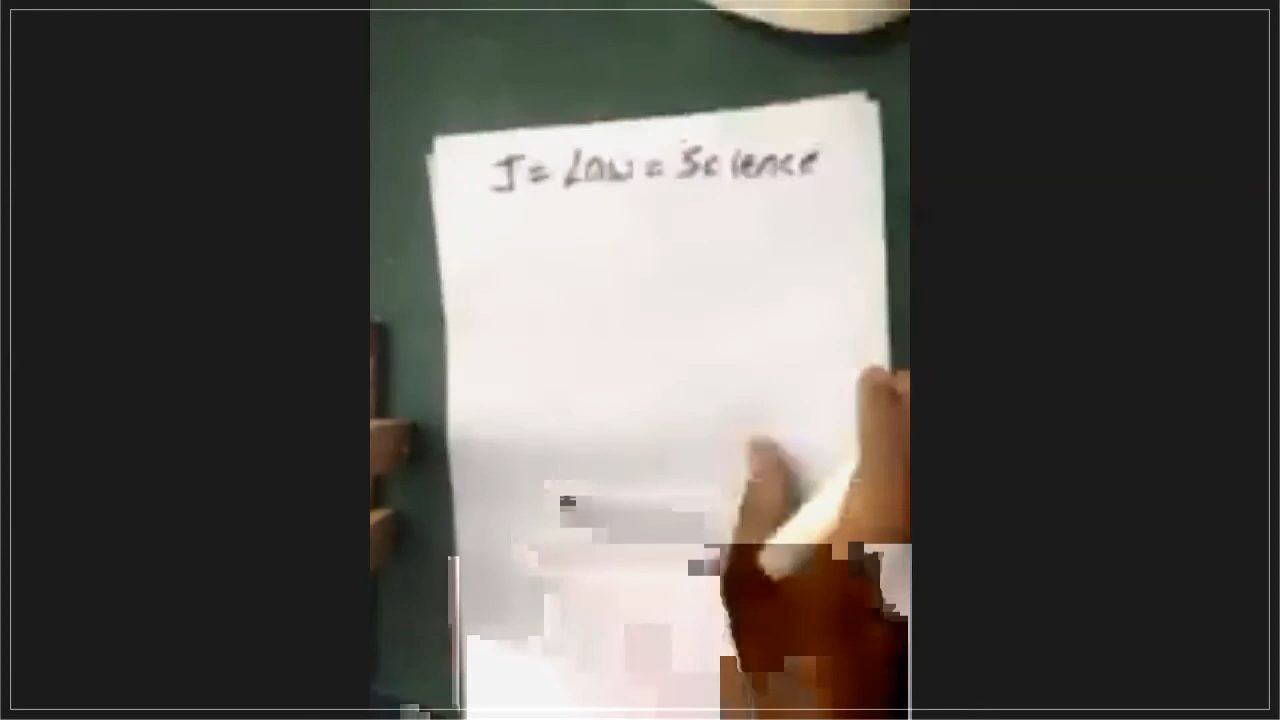 J = Law = Science